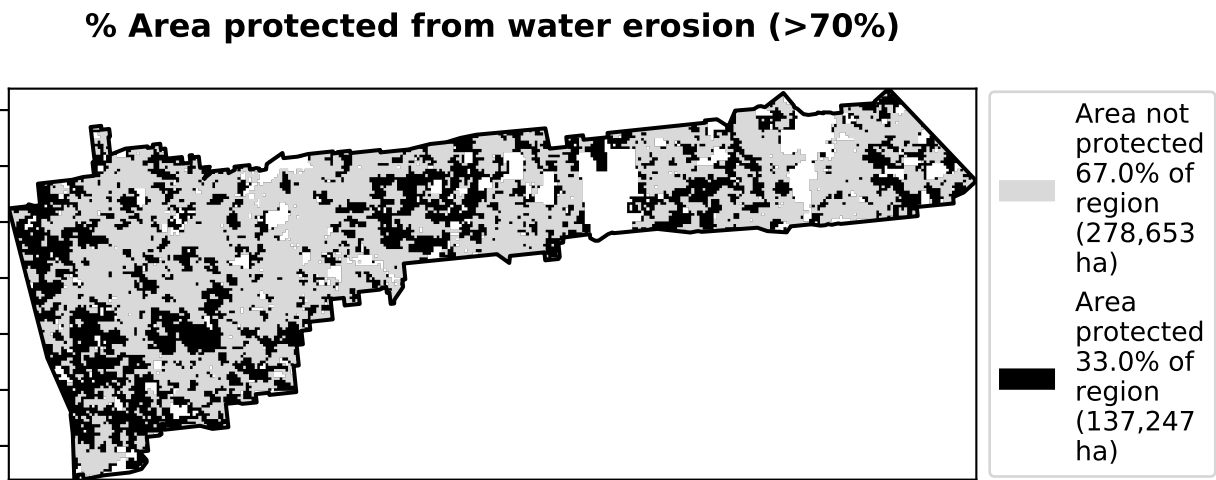 % Area protected from water erosion (>70%)
Area not
protected
67.0% of
region
(278,653
ha)
Area
protected
33.0% of
region
(137,247
ha)